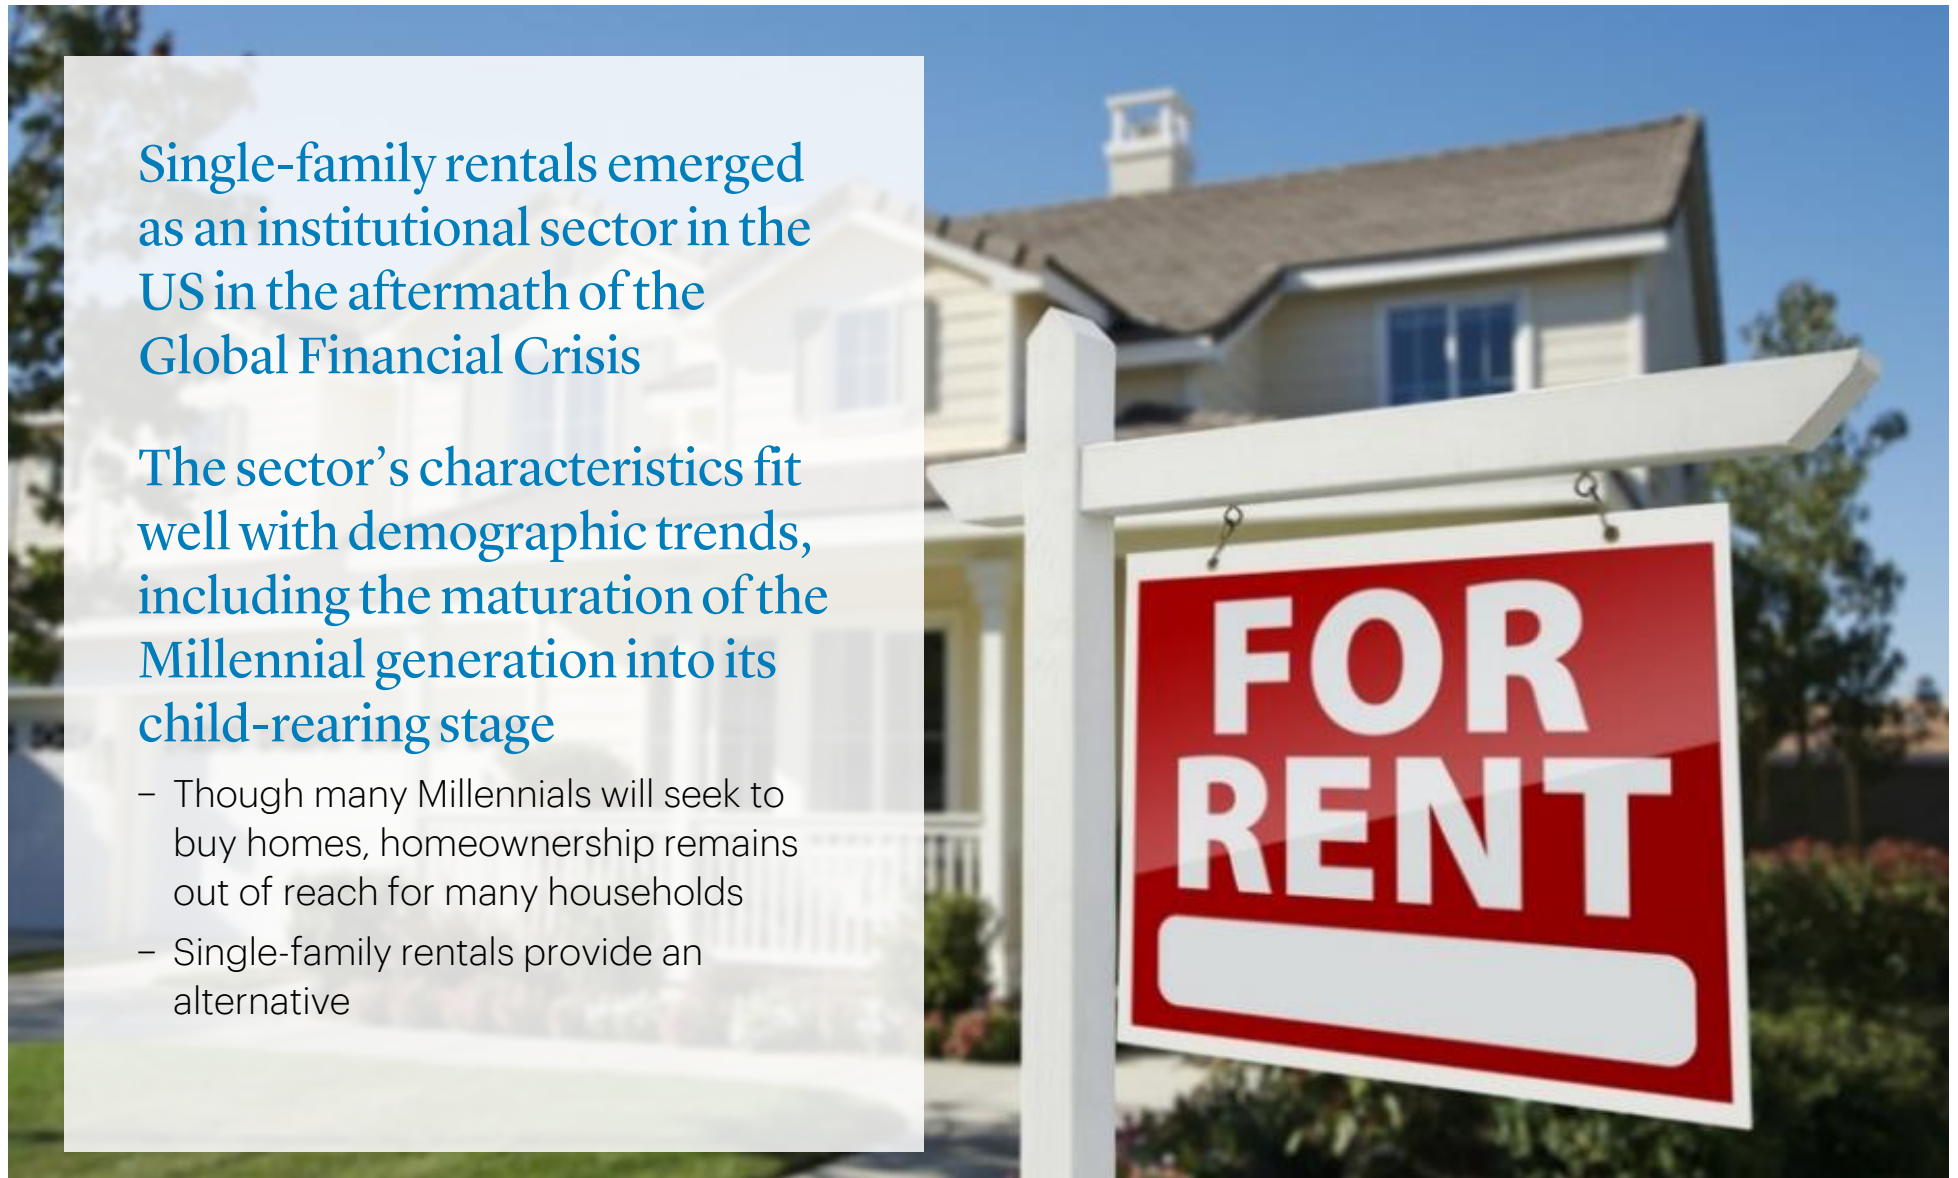 Single-family rentals emerged
as an institutional sector in the
US in the aftermath of the
Global Financial Crisis
The sector’s characteristics fit
well with demographic trends,
including the maturation of the
Millennial generation into its
child-rearing stage
– Though many Millennials will seek to
buy homes, homeownership remains
out of reach for many households
– Single-family rentals provide an
alternative
FOR
RENT